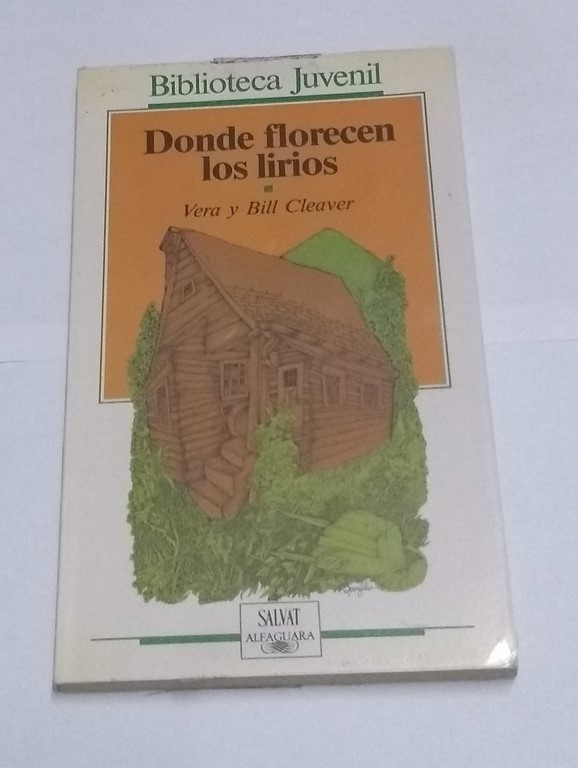 Biblioteca Juvenil
Donde florecen
los lirios
Vera y Bill Cleaver
SALVAT
ALFAGUARA